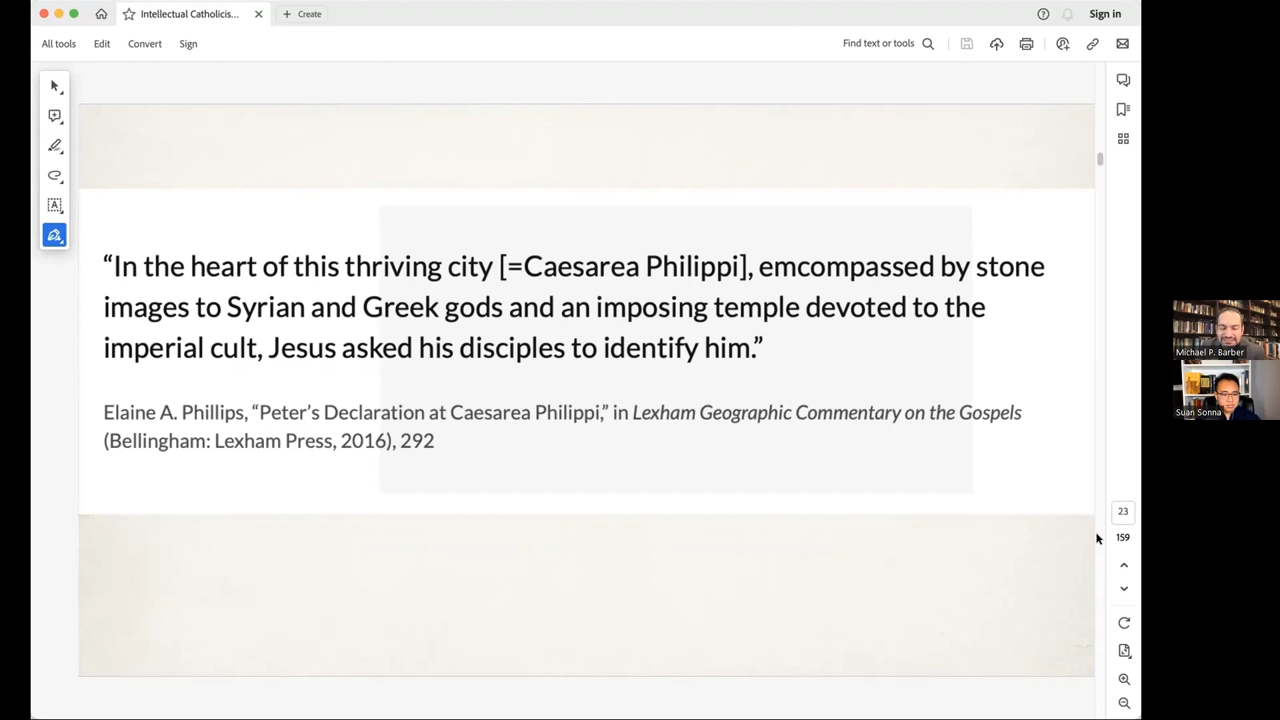 Intellectual Catholicis...
Create
Sign in
All tools
Edit
Convert
Sign
Find text or tools
“In the heart of this thriving city [=Caesarea Philippi], emcompassed by stone
images to Syrian and Greek gods and an imposing temple devoted to the
imperial cult, Jesus asked his disciples to identify him.”
Elaine A. Phillips, “Peter’s Declaration at Caesarea Philippi,” in Lexham Geographic Commentary on the Gospels
(Bellingham: Lexham Press, 2016), 292
Michael P. Barber
Suan Sonna
23
159